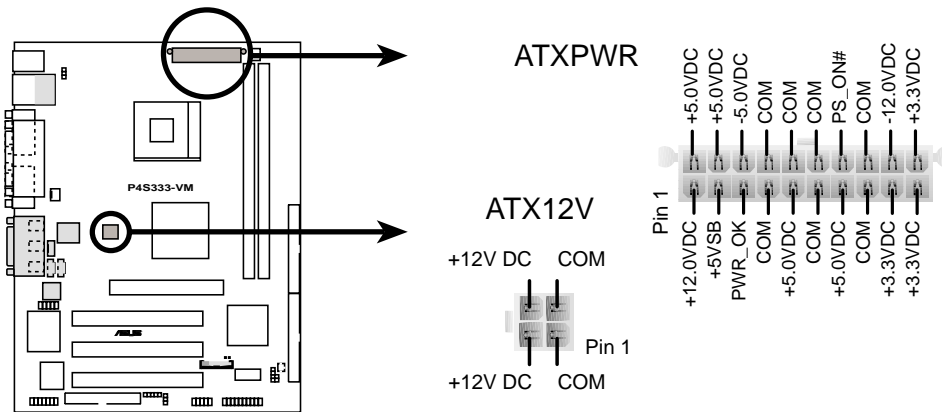 ATXPWR
+5.0VDC
+5.0VDC
-5.0VDC
COM
COM
COM
PS_ON#
COM
-12.0VDC
+3.3VDC
Pin 1
+12.0VDC
+5VSB
PWR_OK
COM
+5.0VDC
COM
+5.0VDC
COM
+3.3VDC
+3.3VDC
P4S333-VM
ATX12V
+12V DC COM
Pin 1
+12V DC COM
ASUS